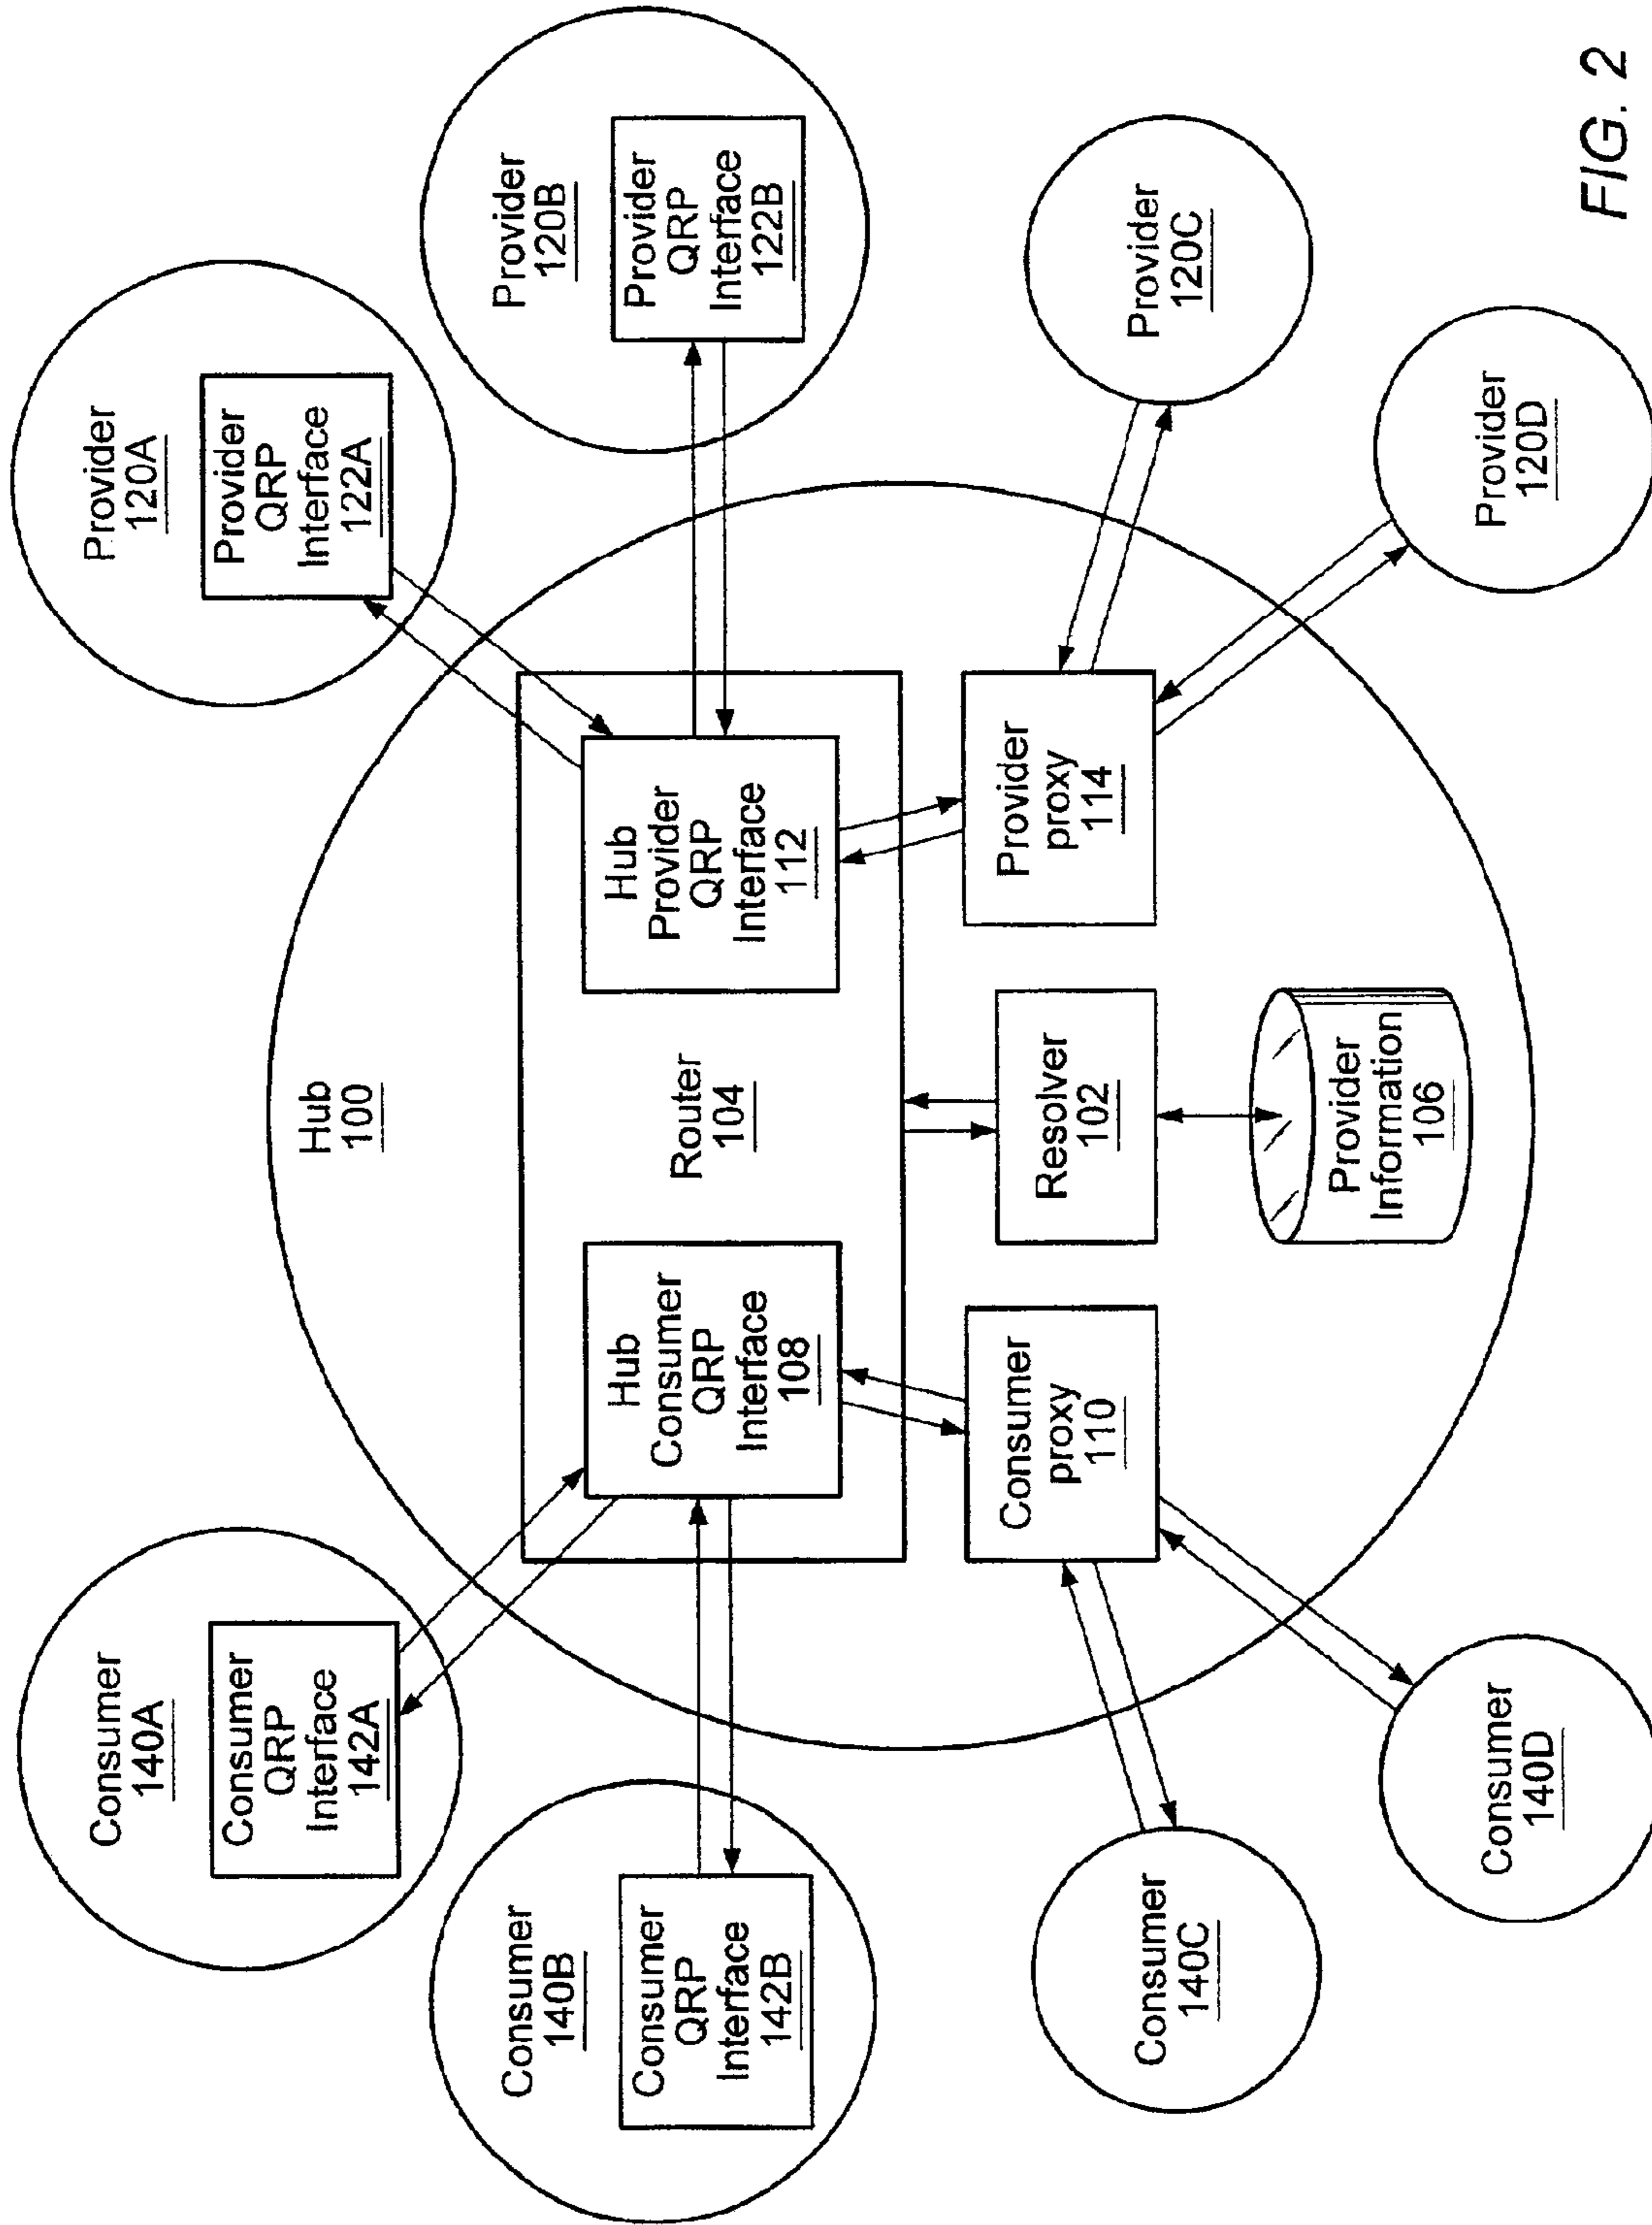 Consumer
140A
Consumer
QRP
Interface
142A
Consumer
140B
Consumer
QRP
Interface
142B
Consumer
140C
Consumer
140D
Hub
100
Router
104
Hub
Consumer
QRP
Interface
108
Hub
Provider
QRP
Interface
112
Consumer
proxy
110
Resolver
102
Provider
proxy
114
Provider
Information
106
Provider
120A
Provider
QRP
Interface
122A
Provider
120B
Provider
QRP
Interface
122B
Provider
120C
Provider
120D
FIG. 2